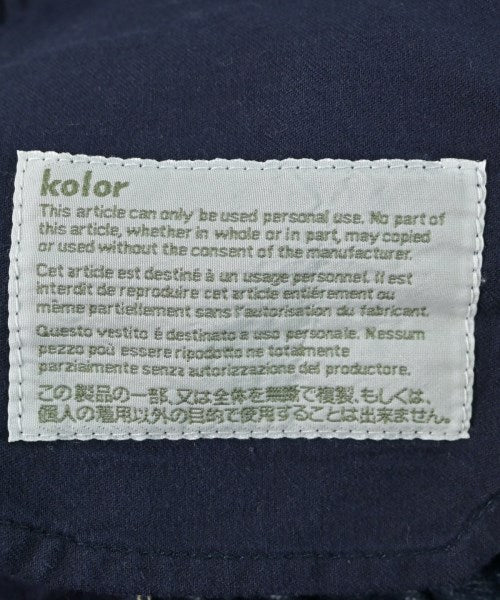 kolor
This article can only be used personal use. No part of
this article, whether in whole or in part, may copied
or used without the consent of the manufacturer.
Cet article est destiné à un usage personnel. Il est
interdit de reproduire cet article entiérement ou
même partiellement sans l'autorisation du fabricant.
Questo vestito é destinato a uso personale. Nessum
pezzo poü essere ripodotto ne totalmente
parzialmente senza autorizzazione del productore.
この製品の一部、又は全体を無断で複製、もしくは、
個人の着用以外の目的で使用することは出来ません。